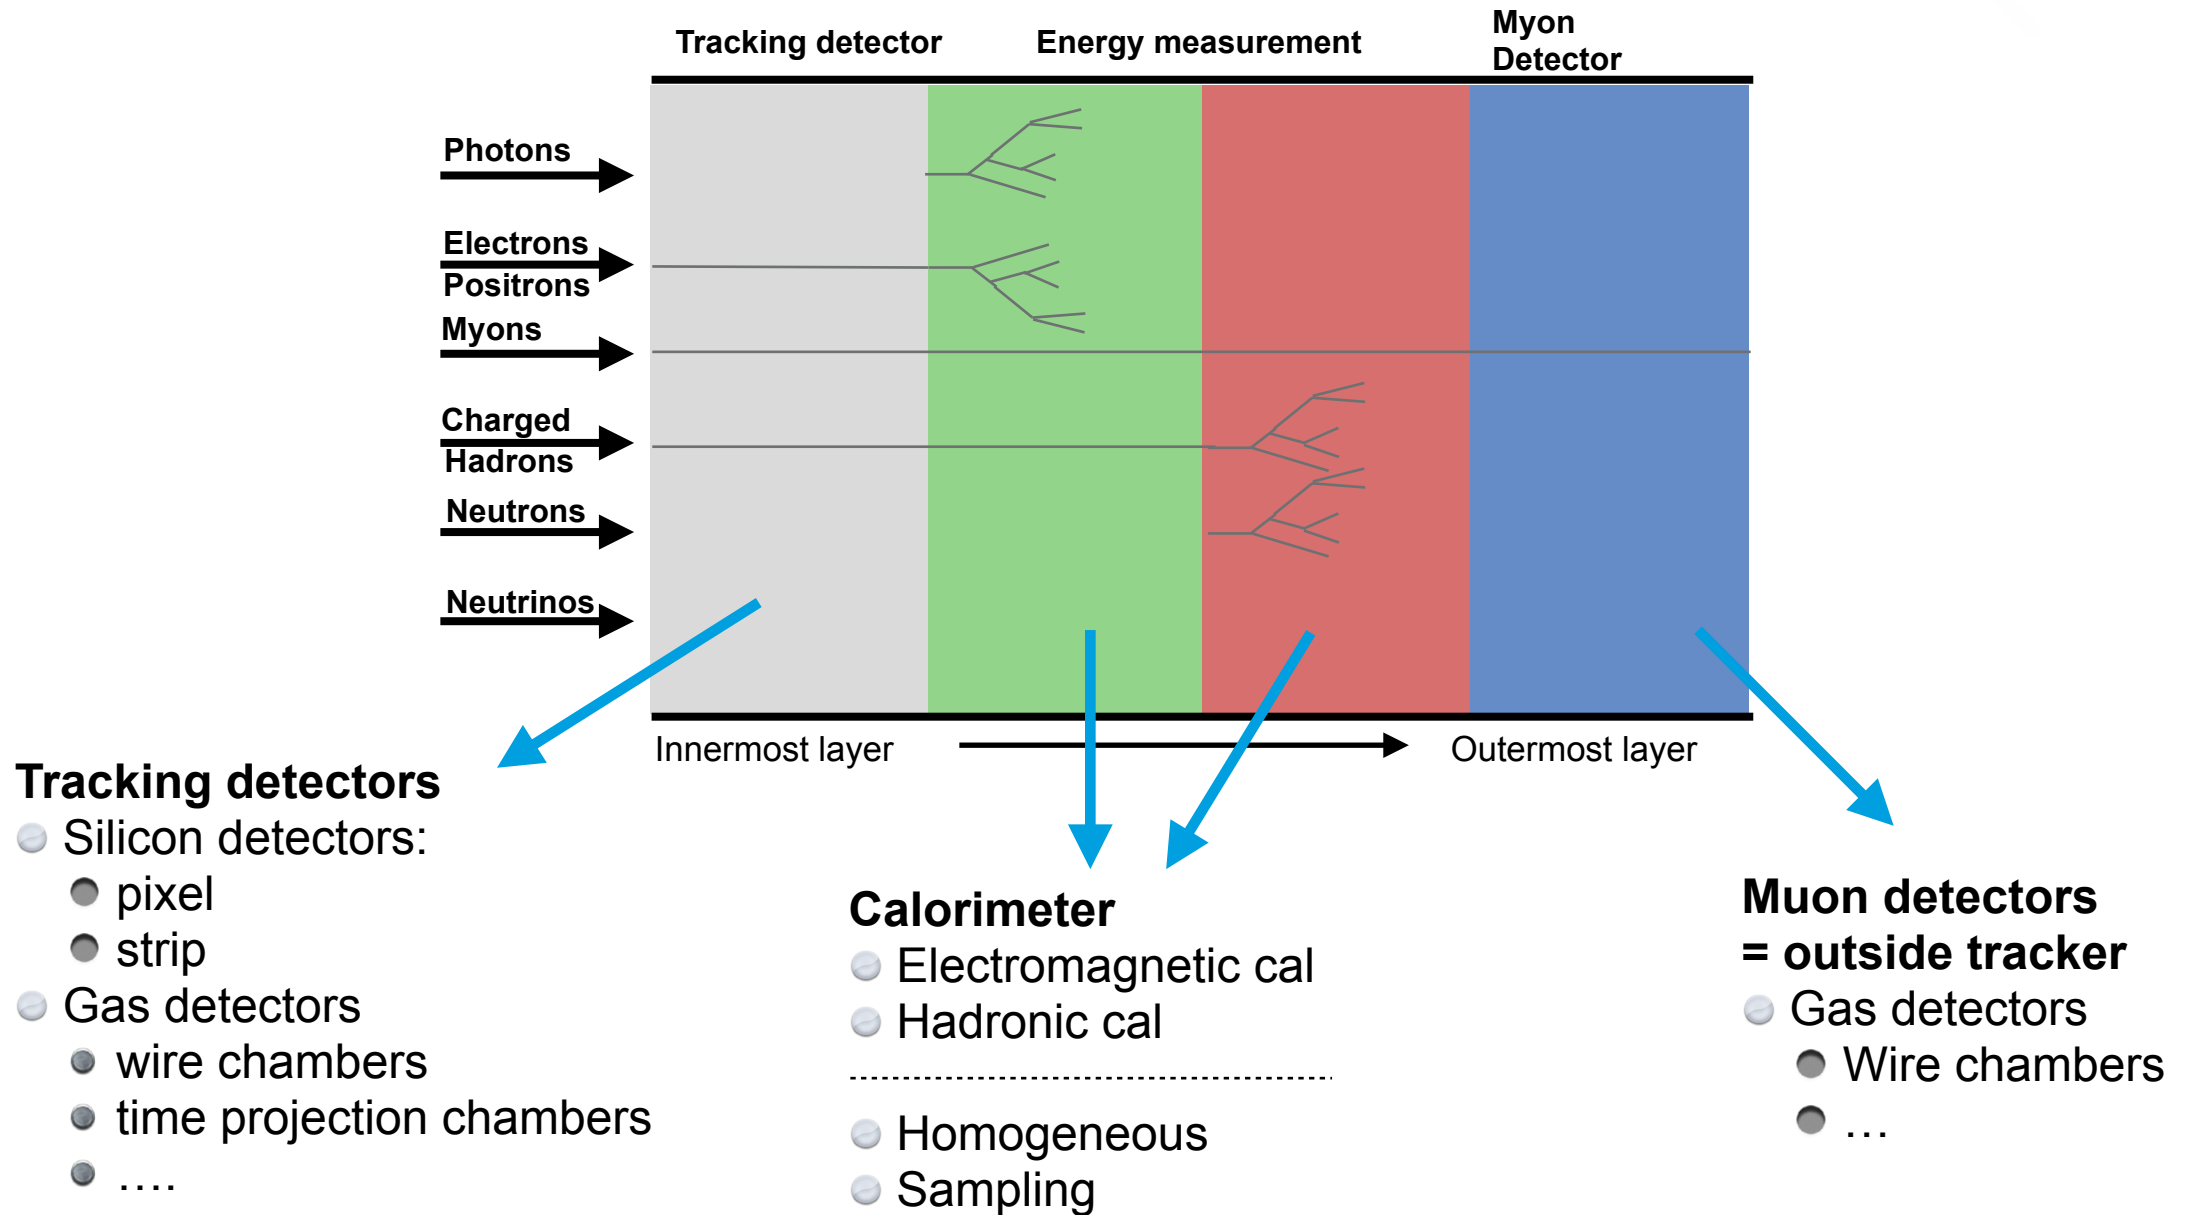 Tracking detector
Energy measurement
Myon
Detector
Photons
Electrons
Positrons
Myons
Charged
Hadrons
Neutrons
Neutrinos
Innermost layer
Outermost layer
Tracking detectors
Silicon detectors:
pixel
strip
Gas detectors
wire chambers
time projection chambers
....
Calorimeter
Electromagnetic cal
Hadronic cal
Homogeneous
Sampling
Muon detectors
= outside tracker
Gas detectors
Wire chambers
...